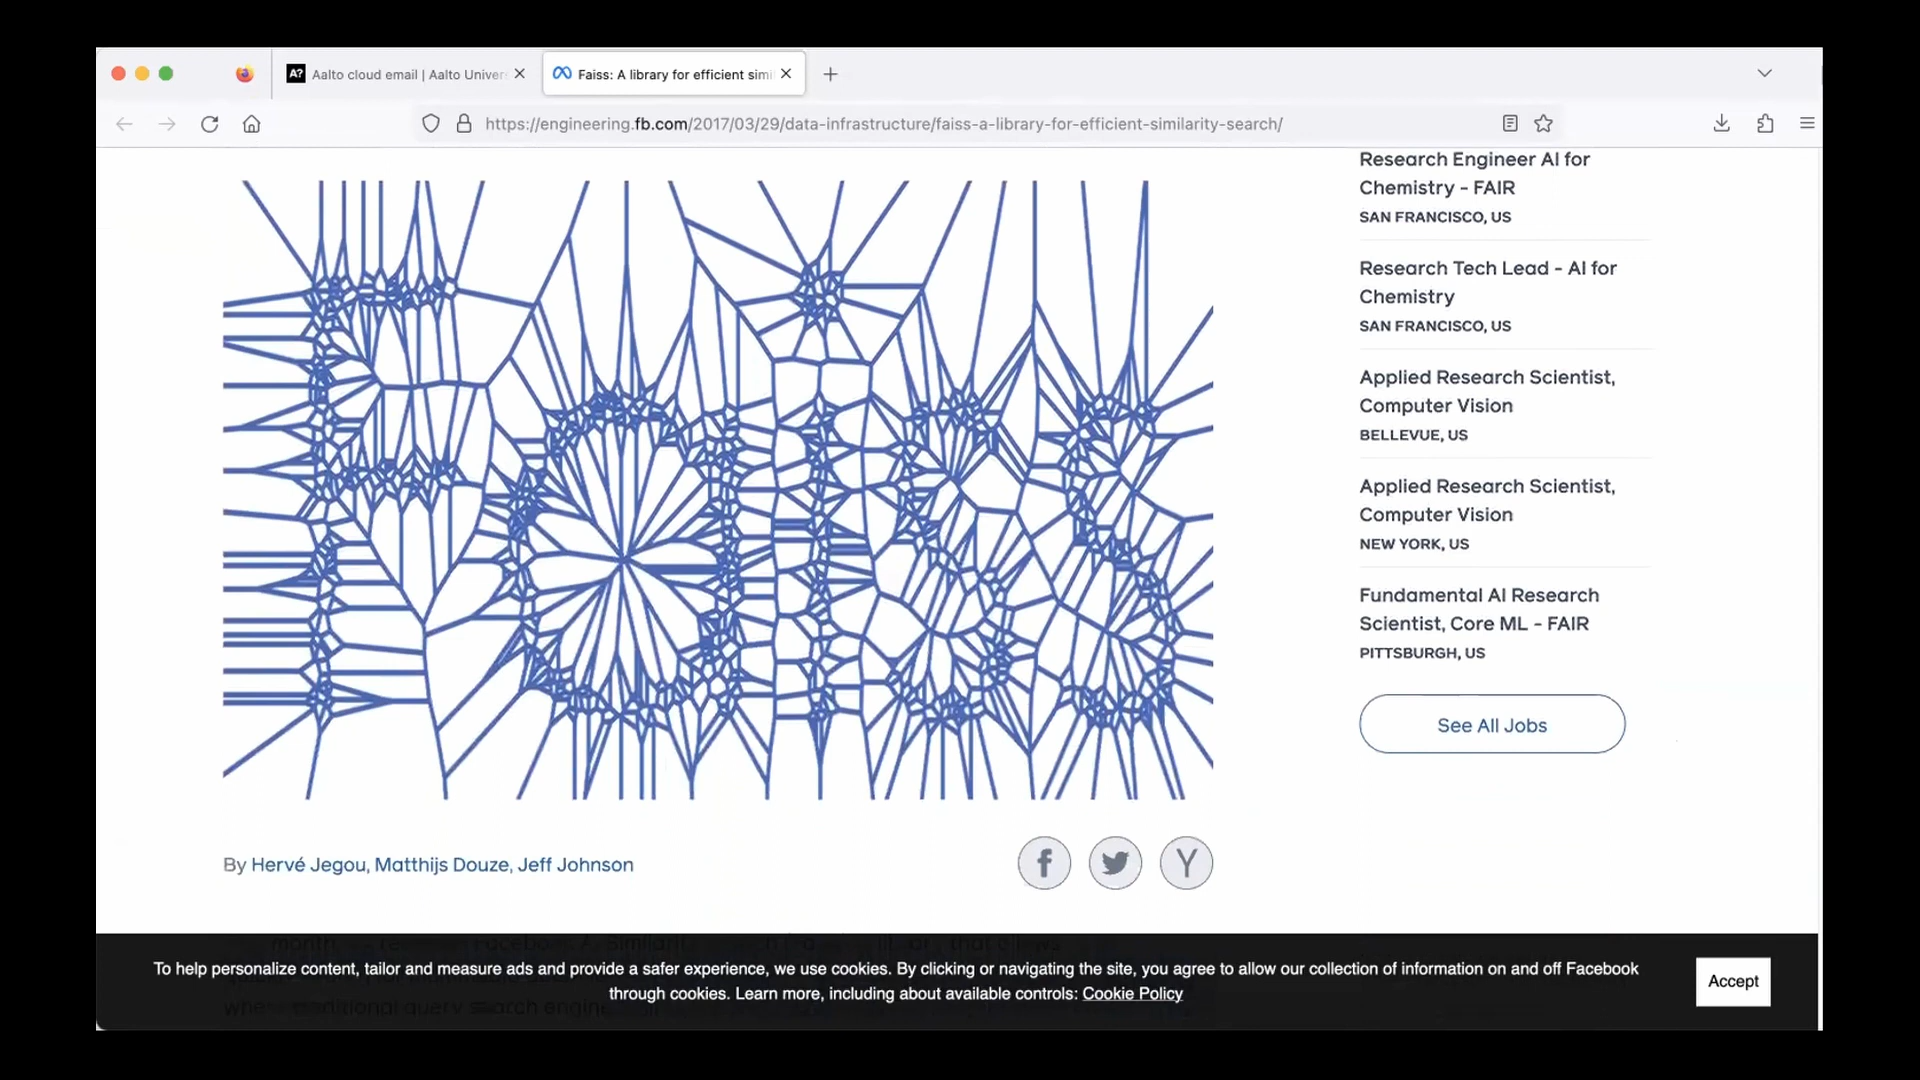 Aalto cloud email | Aalto Univer
Faiss: A library for efficient simi
https://engineering.fb.com/2017/03/29/data-infrastructure/faiss-a-library-for-efficient-similarity-search/
Research Engineer AI for
Chemistry - FAIR
SAN FRANCISCO, US
Research Tech Lead - AI for
Chemistry
SAN FRANCISCO, US
Applied Research Scientist,
Computer Vision
BELLEVUE, US
Applied Research Scientist,
Computer Vision
NEW YORK, US
Fundamental AI Research
Scientist, Core ML - FAIR
PITTSBURGH, US
See All Jobs
By Hervé Jegou, Matthijs Douze, Jeff Johnson
To help personalize content, tailor and measure ads and provide a safer experience, we use cookies. By clicking or navigating the site, you agree to allow our collection of information on and off Facebook
through cookies. Learn more, including about available controls: Cookie Policy
Accept